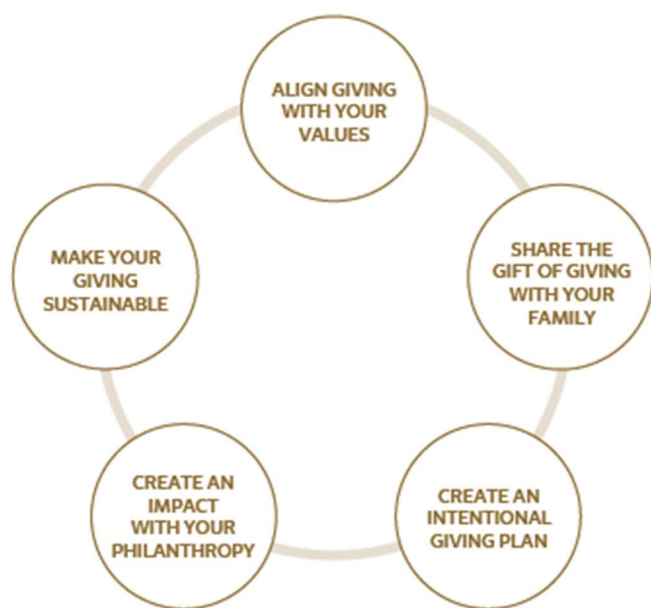 ALIGN GIVING
WITH YOUR
VALUES
SHARE THE
GIFT OF GIVING
WITH YOUR
FAMILY
CREATE AN
INTENTIONAL
GIVING PLAN
CREATE AN
IMPACT
WITH YOUR
PHILANTHROPY
MAKE YOUR
GIVING
SUSTAINABLE